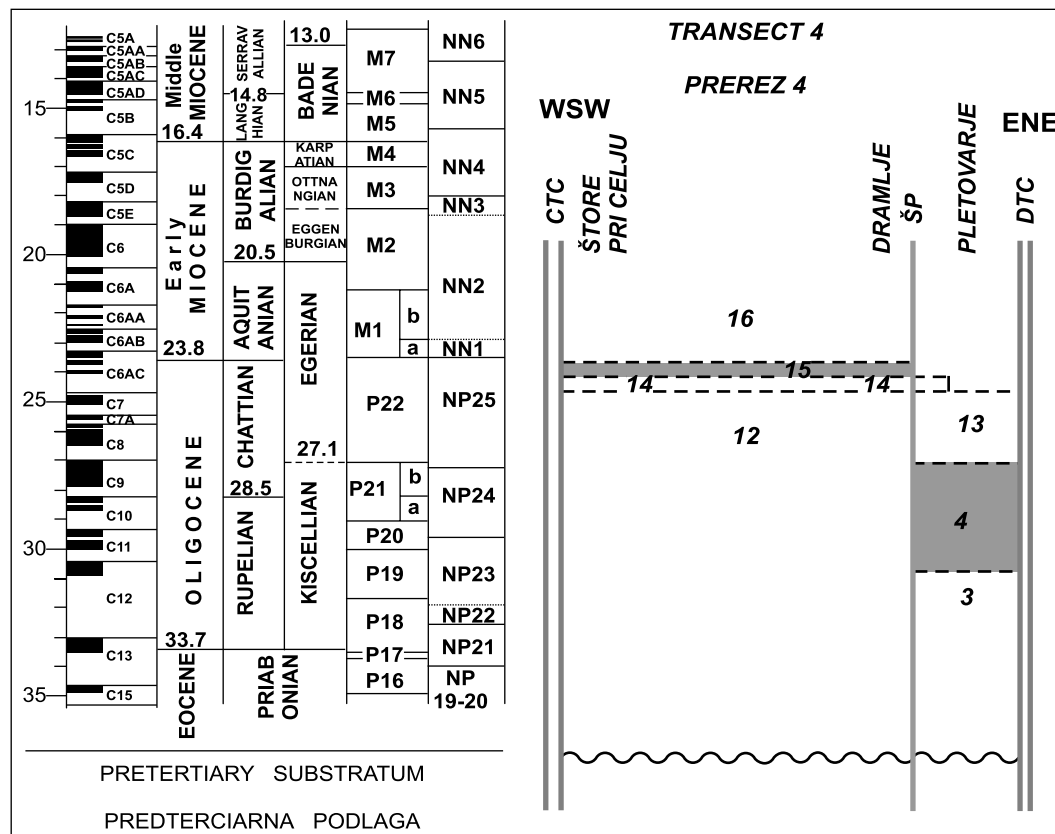 TRANSECT 4
PREREZ 4
WSW
ENE
CTC
ŠTORE
PRI CELJU
DRAMLJE
ŠP
PLETOVARJE
DTC
15
20
25
30
35
C5A
C5AA
C5AB
C5AC
C5AD
C5B
C5C
C5D
C5E
C6
C6A
C6AA
C6AB
C6AC
C7
C7A
C8
C9
C10
C11
C12
C13
C15
Middle
MIOCENE
16.4
Early
MIOCENE
23.8
OLIGOCENE
33.7
EOCENE
SERRAV
ALLIAN
14.8
LANG
HIAN
BURDIG
ALIAN
20.5
AQUIT
ANIAN
CHATTIAN
28.5
RUPELIAN
PRIAB
ONIAN
13.0
BADE
NIAN
KARP
ATIAN
OTTNA
NGIAN
EGGEN
BURGIAN
EGERIAN
27.1
KISCELLIAN
M7
M6
M5
M4
M3
M2
M1
b
a
P22
P21
b
a
P20
P19
P18
P17
P16
NN6
NN5
NN4
NN3
NN2
NN1
NP25
NP24
NP23
NP22
NP21
NP
19-20
16
15
14
14
12
13
4
3
PRETERTIARY SUBSTRATUM
PREDTERCIARNA PODLAGA